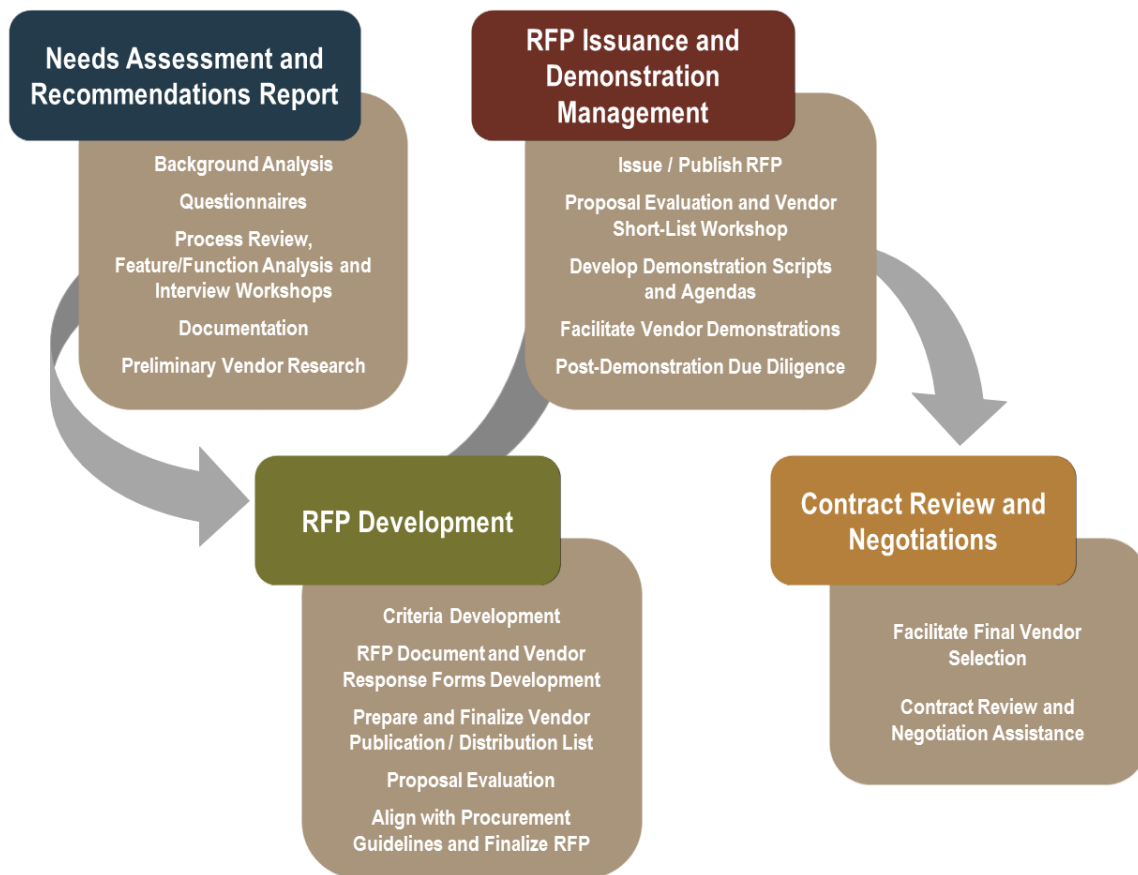 Needs Assessment and
Recommendations Report
Background Analysis
Questionnaires
Process Review,
Feature/Function Analysis and
Interview Workshops
Documentation
Preliminary Vendor Research
RFP Development
Criteria Development
RFP Document and Vendor
Response Forms Development
Prepare and Finalize Vendor
Publication / Distribution List
Proposal Evaluation
Align with Procurement
Guidelines and Finalize RFP
RFP Issuance and
Demonstration
Management
Issue / Publish RFP
Proposal Evaluation and Vendor
Short-List Workshop
Develop Demonstration Scripts
and Agendas
Facilitate Vendor Demonstrations
Post-Demonstration Due Diligence
Contract Review and
Negotiations
Facilitate Final Vendor
Selection
Contract Review and
Negotiation Assistance